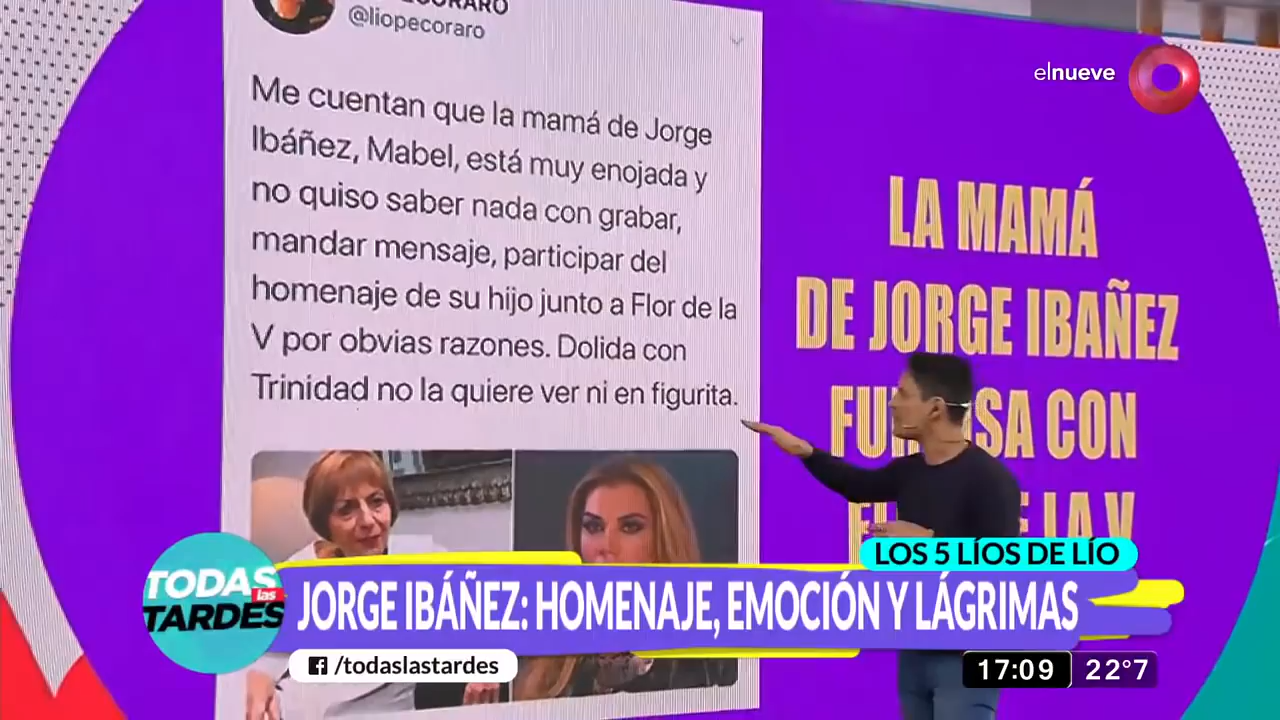 @liopecoraro
Me cuentan que la mamá de Jorge
Ibáñez, Mabel, está muy enojada y
no quiso saber nada con grabar,
mandar mensaje, participar del
homenaje de su hijo junto a Flor de la
V por obvias razones. Dolida con
Trinidad no la quiere ver ni en figurita.
elnueve
LA MAMÁ
DE JORGE IBAÑEZ
CON
LA V
LOS 5 LÍOS DE LÍO
TODAS
las
TARDES
JORGE IBÁÑEZ: HOMENAJE, EMOCIÓN Y LÁGRIMAS
/todaslastardes
17:09
22°7